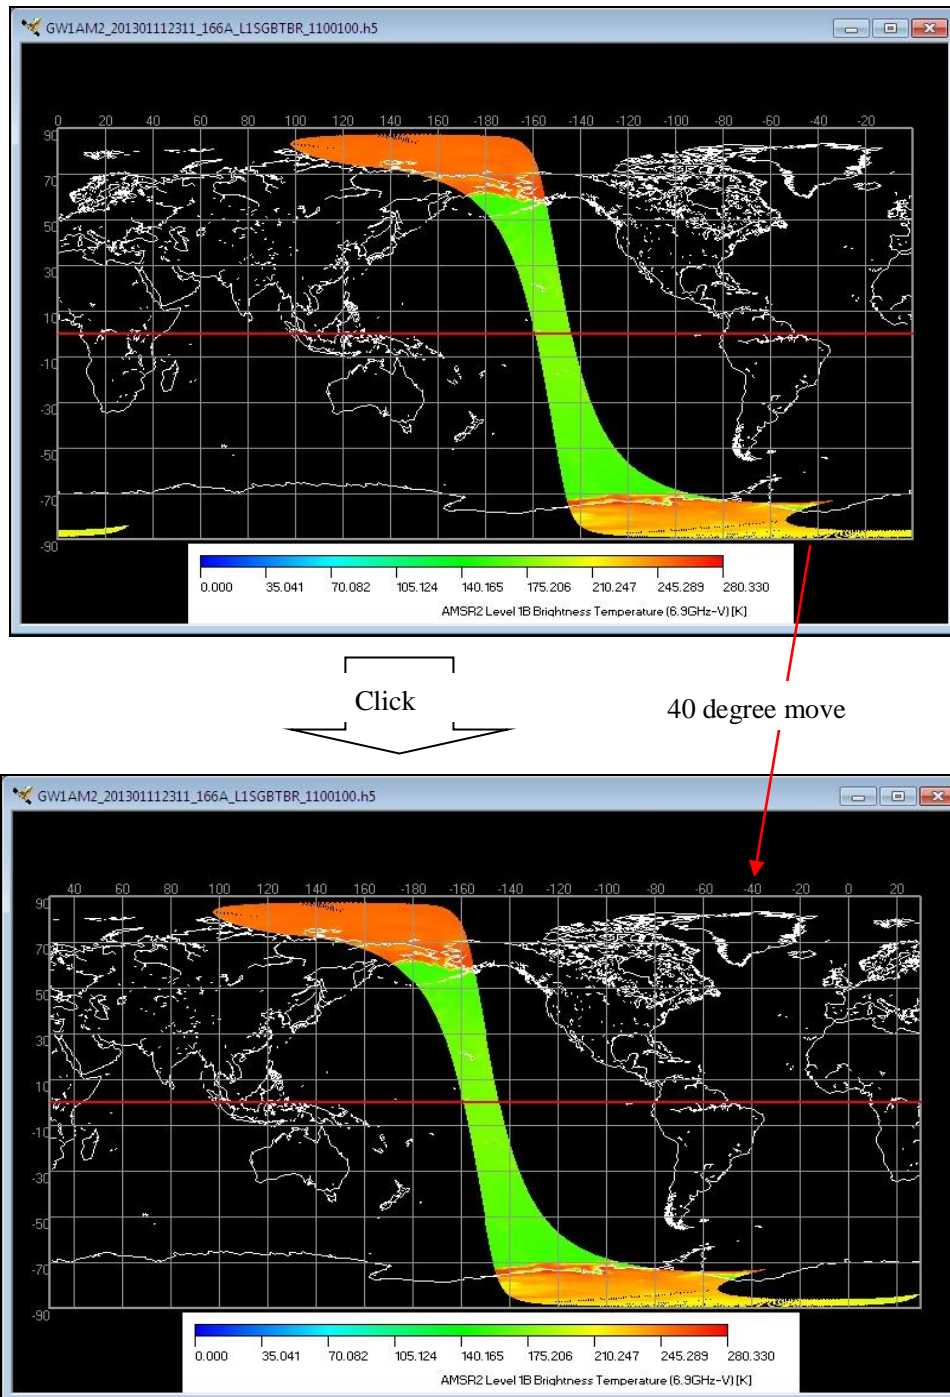 GW1AM2_201301112311_166A_L1SGBTBR_1100100.h5
0 20 40 60 80 100 120 140 160 -180 -160 -140 -120 -100 -80 -60 -40 -20
90
70
50
30
10
-10
-30
-50
-70
-90
0.000 35.041 70.082 105.124 140.165 175.206 210.247 245.289 280.330
AMSR2 Level 1B Brightness Temperature (6.9GHz-V)[K]
Click
40 degree move
GW1AM2_201301112311_166A_L1SGBTBR_1100100.h5
40 60 80 100 120 140 160 -180 -160 -140 -120 -100 -80 -60 -40 -20 0 20
90
70
50
30
10
-10
-30
-50
-70
-90
0.000 35.041 70.082 105.124 140.165 175.206 210.247 245.289 280.330
AMSR2 Level 1B Brightness Temperature (6.9GHz-V)[K]